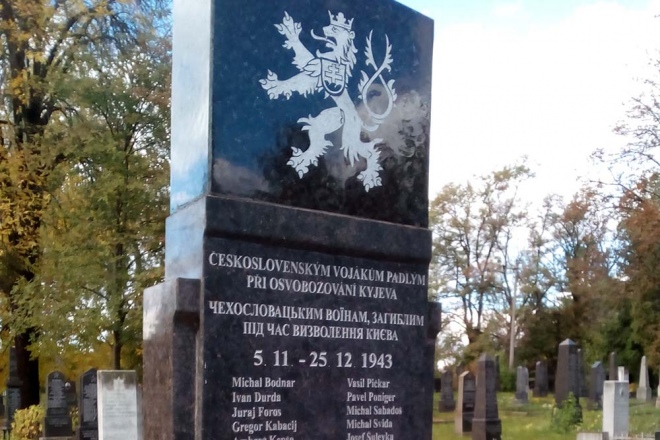 ČESKOSLOVENSKÝM VOJÁKŮM PADLÝM
PŘI OSVOBOZOVÁNÍ KYJEVA
ЧЕХОСЛОВАЦЬКИМ ВОЇНАМ, ЗАГИБЛИМ
ПІД ЧАС ВИЗВОЛЕННЯ КИЄВА
5. 11. - 25. 12. 1943
Michal Bodnar
Ivan Durda
Juraj Foros
Gregor Kabacij
Vasil Pickar
Pavel Poniger
Michal Sabados
Michal Svida
Josef